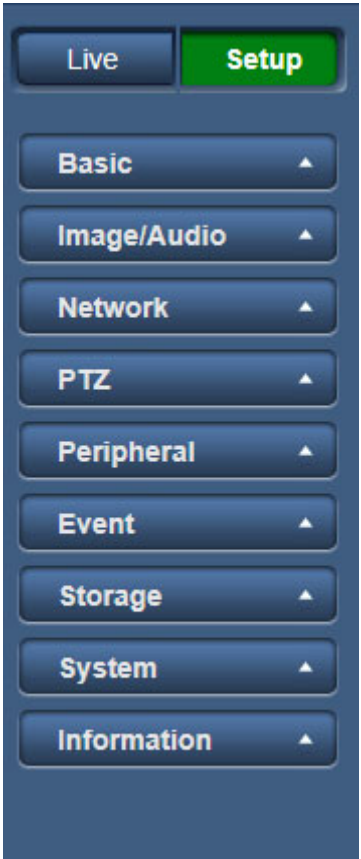 Live Setup
Basic
Image/Audio
Network
PTZ
Peripheral
Event
Storage
System
Information